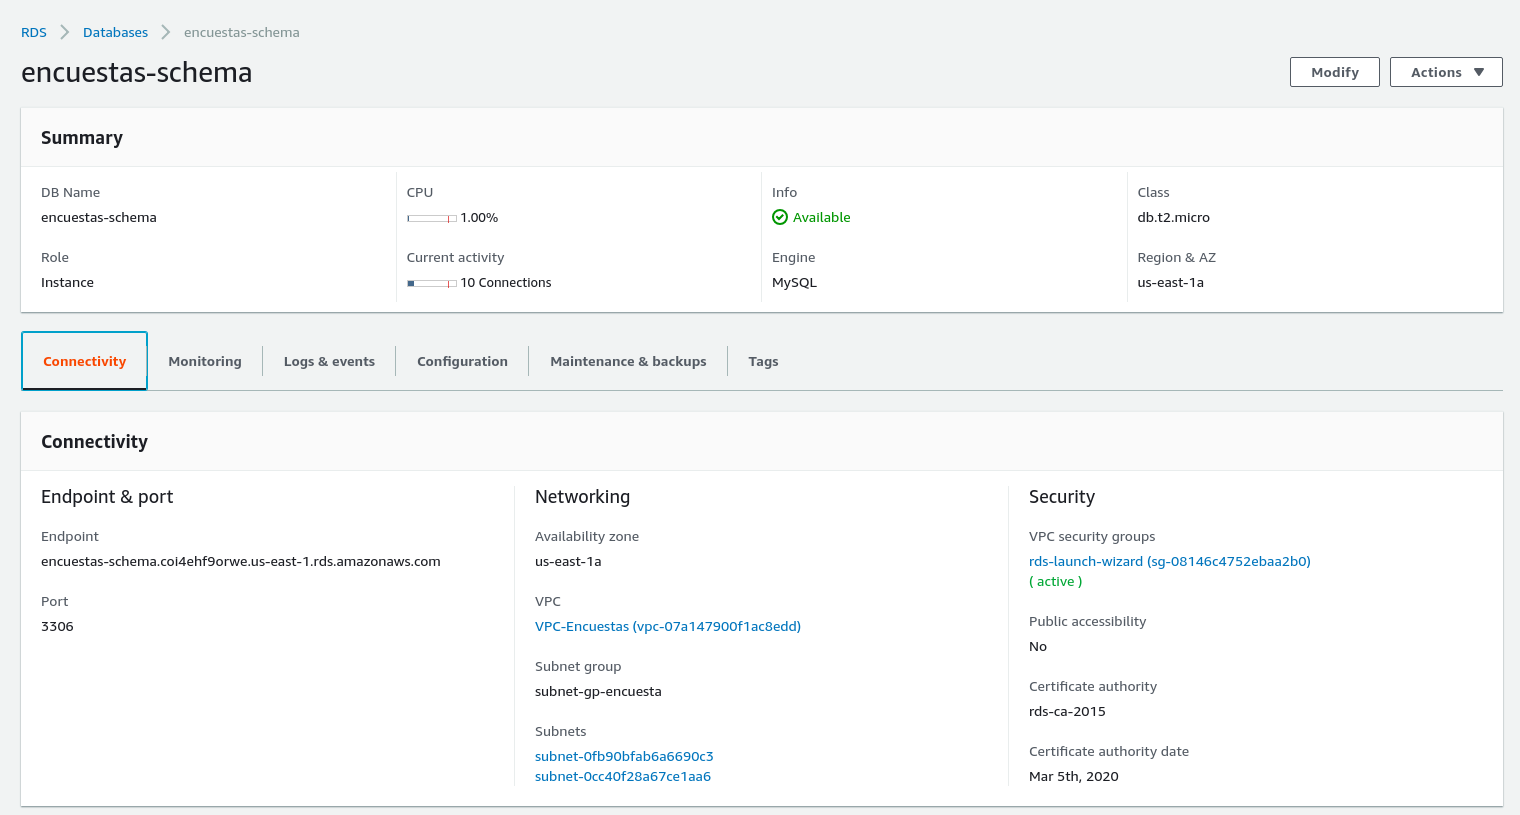 RDS > Databases > encuestas-schema
encuestas-schema
Modify
Actions
Summary
DB Name
encuestas-schema
CPU
1.00%
Info
Available
Class
db.t2.micro
Role
Instance
Current activity
10 Connections
Engine
MySQL
Region & AZ
us-east-1a
Connectivity
Monitoring
Logs & events
Configuration
Maintenance & backups
Tags
Connectivity
Endpoint & port
Endpoint
encuestas-schema.coi4ehf9orwe.us-east-1.rds.amazonaws.com
Port
3306
Networking
Availability zone
us-east-1a
VPC
VPC-Encuestas (vpc-07a147900f1ac8edd)
Subnet group
subnet-gp-encuesta
Subnets
subnet-0fb90bfab6a6690c3
subnet-0cc40f28a67ce1aa6
Security
VPC security groups
rds-launch-wizard (sg-08146c4752ebaa2b0)
( active )
Public accessibility
No
Certificate authority
rds-ca-2015
Certificate authority date
Mar 5th, 2020